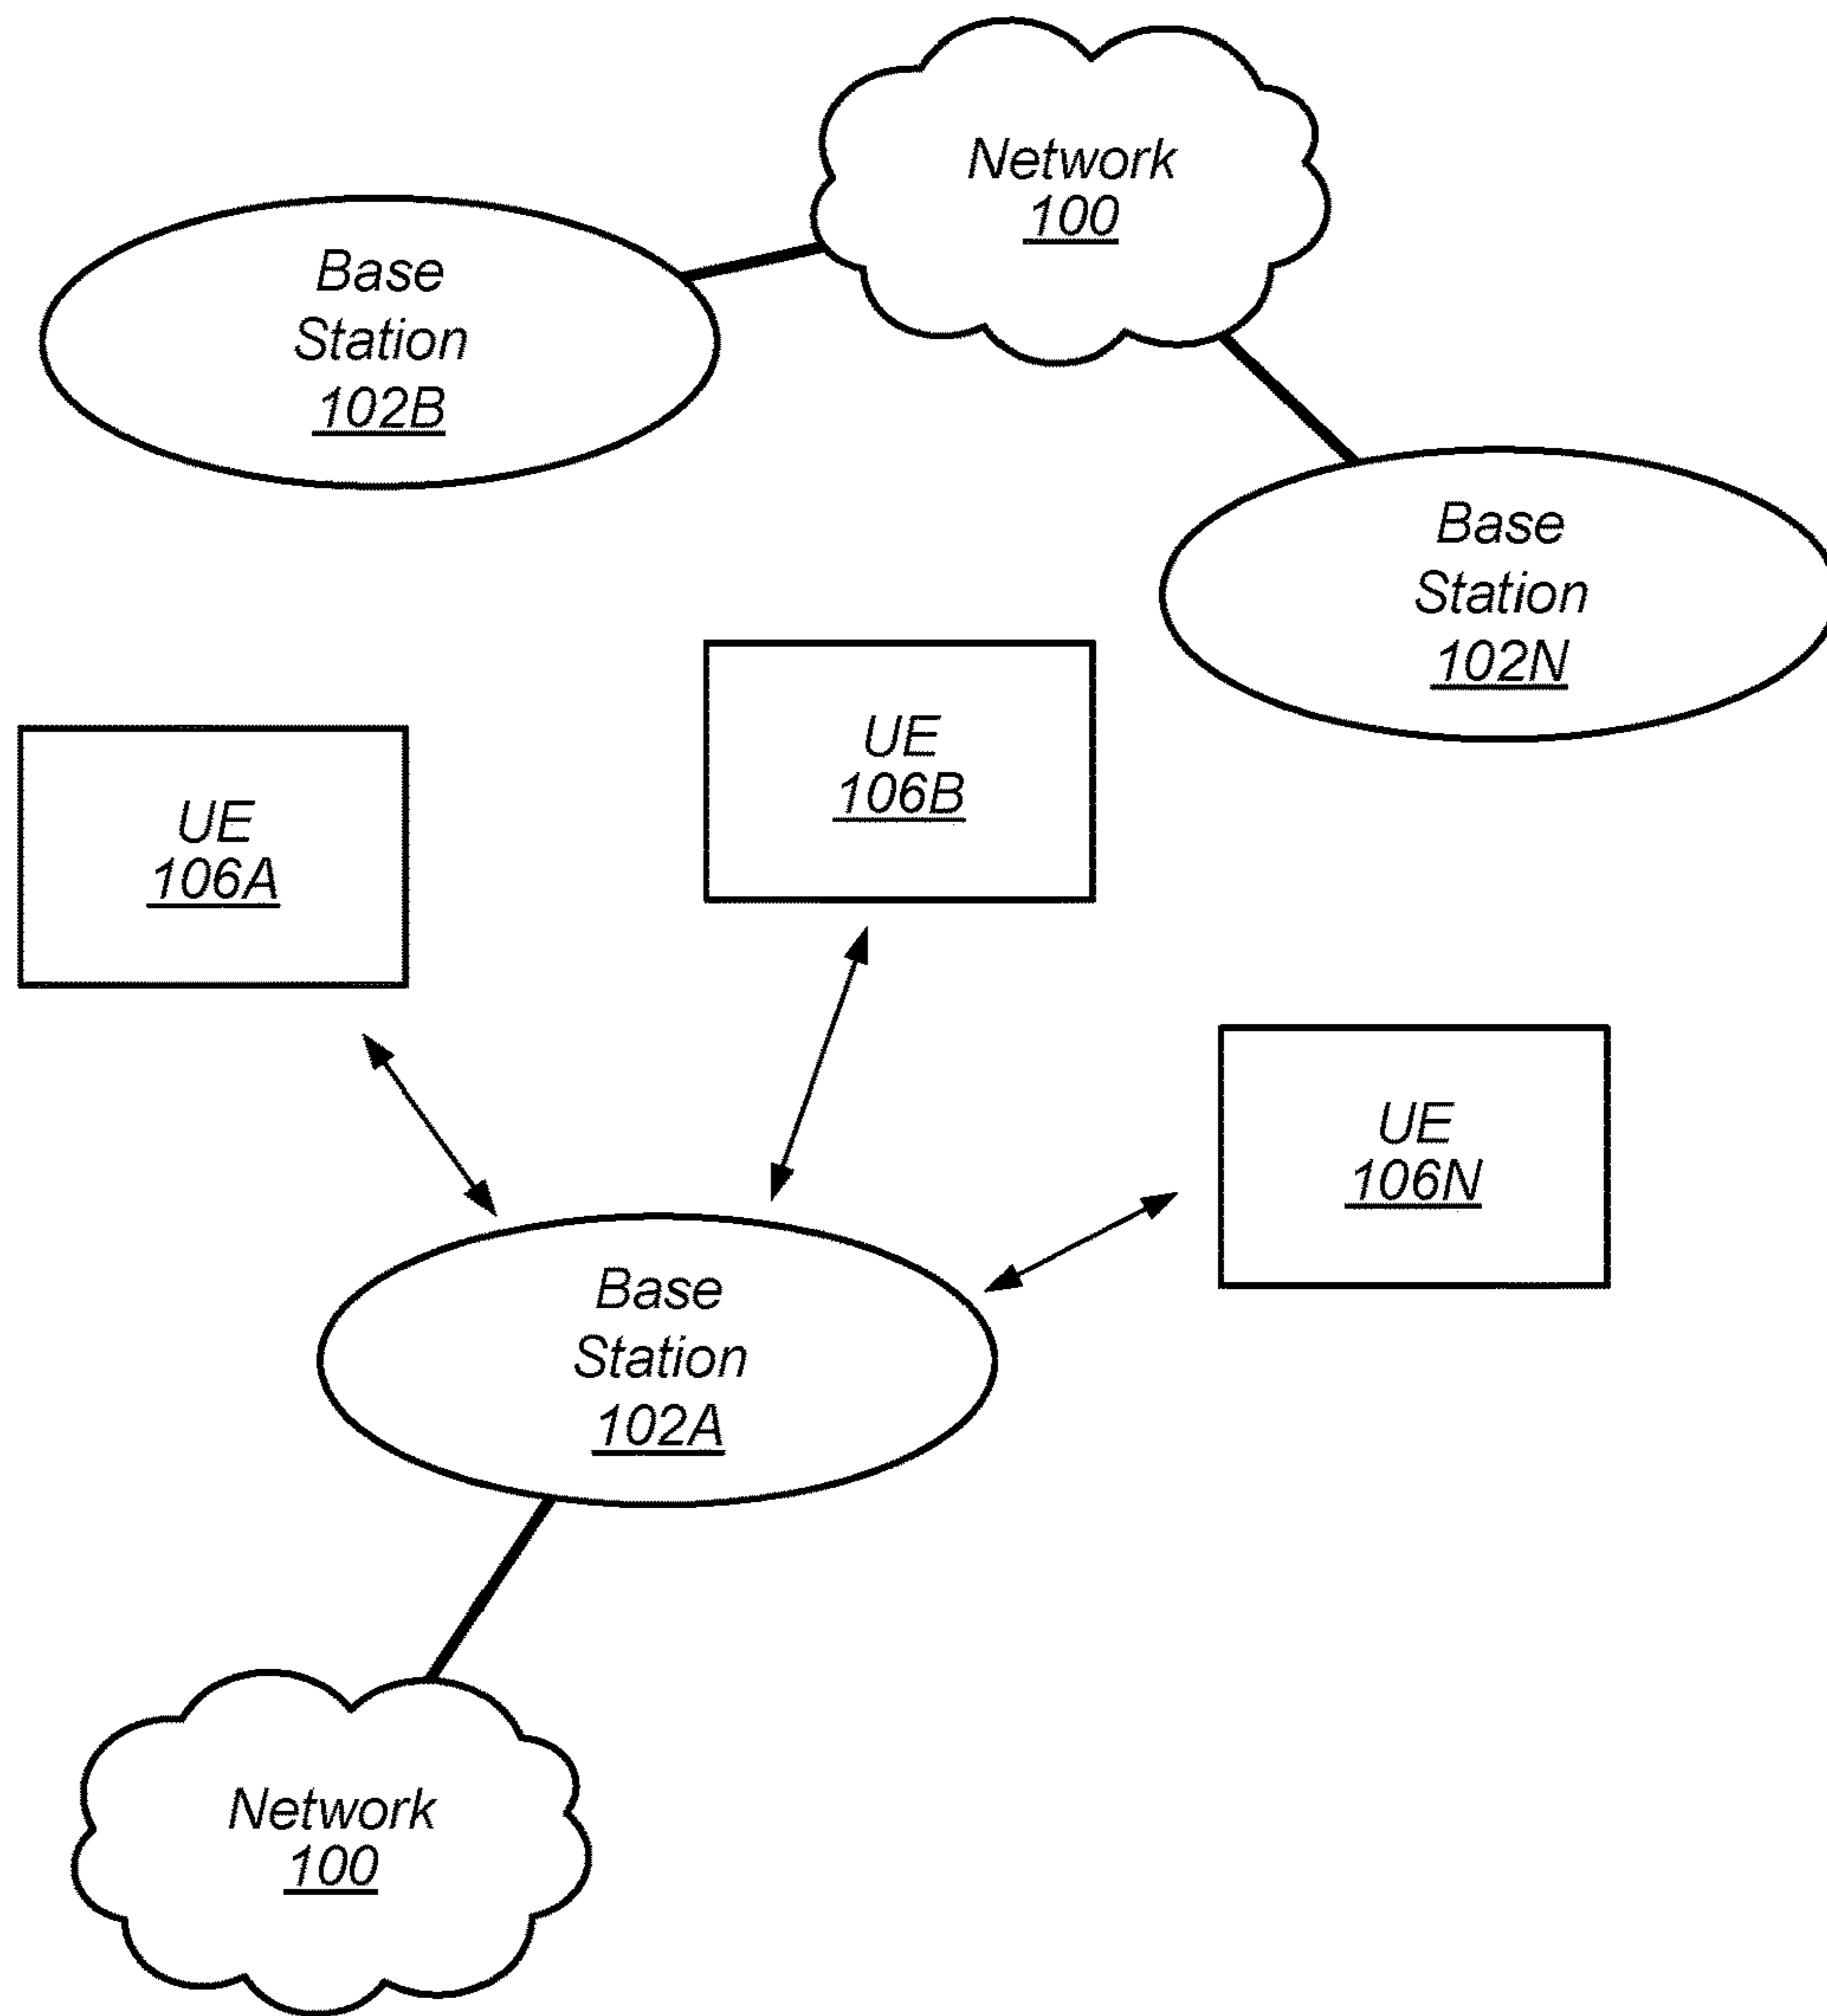 Network
100
Base
Station
102B
Base
Station
102N
UE
106B
UE
106A
UE
106N
Base
Station
102A
Network
100